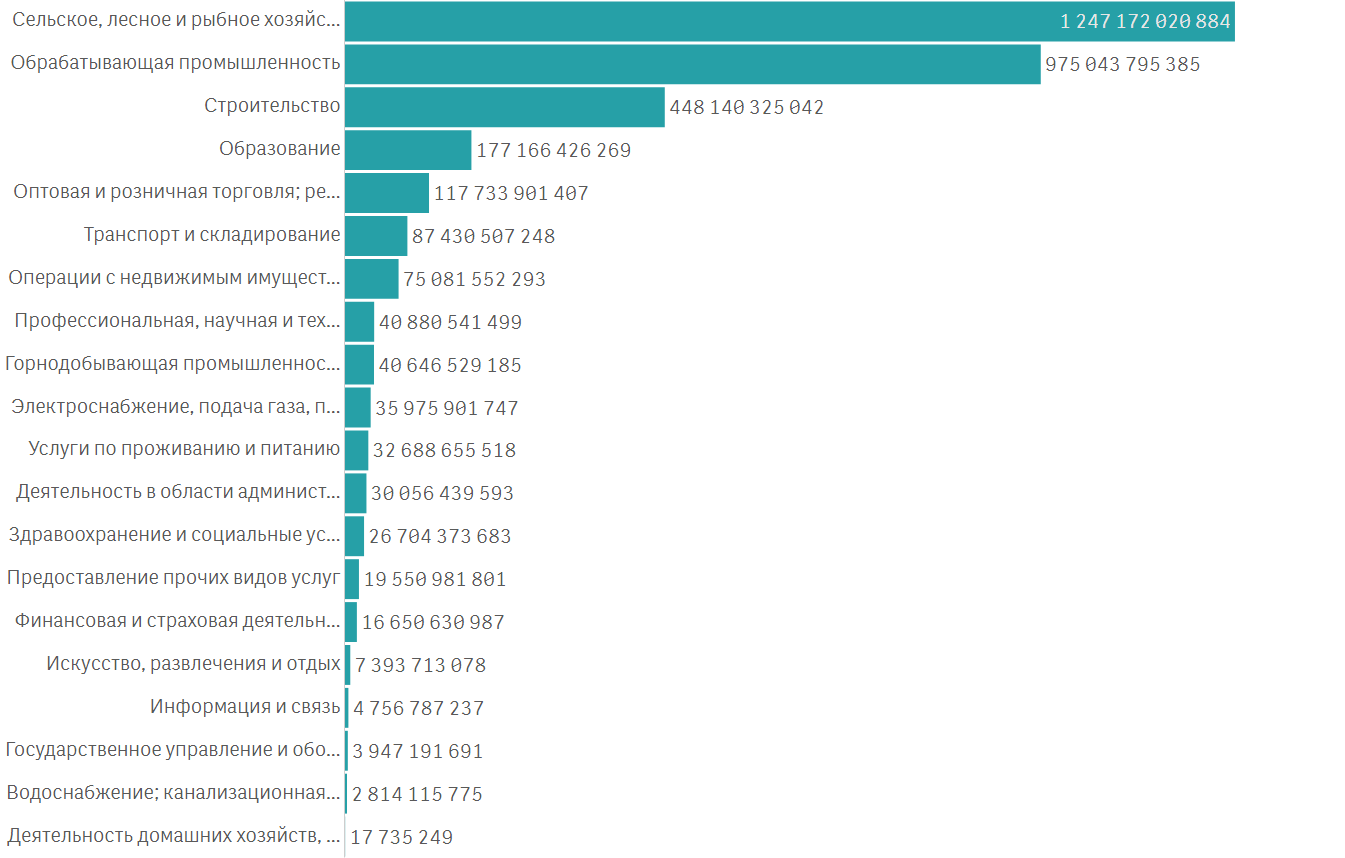 Сельское, лесное и рыбное хозяйс... 1 247 172 020 884
Обрабатывающая промышленность 975 043 795 385
Строительство 448 140 325 042
Образование 177 166 426 269
Оптовая и розничная торговля; ре... 117 733 901 407
Транспорт и складирование 87 430 507 248
Операции с недвижимым имущест... 75 081 552 293
Профессиональная, научная и тех... 40 880 541 499
Горнодобывающая промышленнос... 40 646 529 185
Электроснабжение, подача газа, п... 35 975 901 747
Услуги по проживанию и питанию 32 688 655 518
Деятельность в области админист... 30 056 439 593
Здравоохранение и социальные ус... 26 704 373 683
Предоставление прочих видов услуг 19 550 981 801
Финансовая и страховая деятельн... 16 650 630 987
Искусство, развлечения и отдых 7 393 713 078
Информация и связь 4 756 787 237
Государственное управление и обо... 3 947 191 691
Водоснабжение; канализационная... 2 814 115 775
Деятельность домашних хозяйств, ... 17 735 249